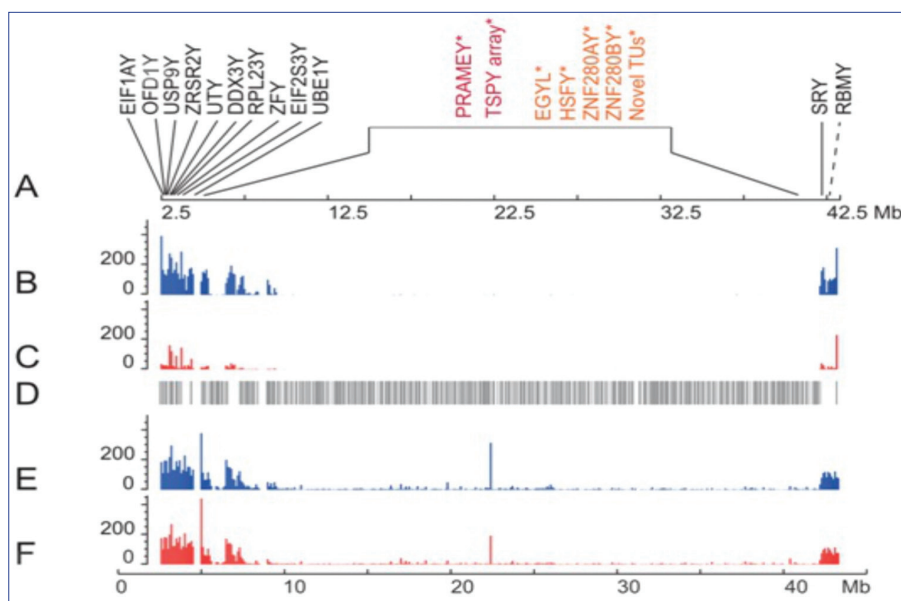 EIF1AY
OFD1Y
USP9Y
ZRSR2Y
UTY
DDX3Y
RPL23Y
ZFY
EIF2S3Y
UBE1Y
PRAMEY*
TSPY array*
EGYL*
HSFY*
ZNF280AY*
ZNF280BY*
Novel TUs*
SRY
RBMY
A
2.5 12.5 22.5 32.5 42.5 Mb
B
200
0
C
200
0
D
E
200
0
F
200
0
0 10 20 30 40 Mb